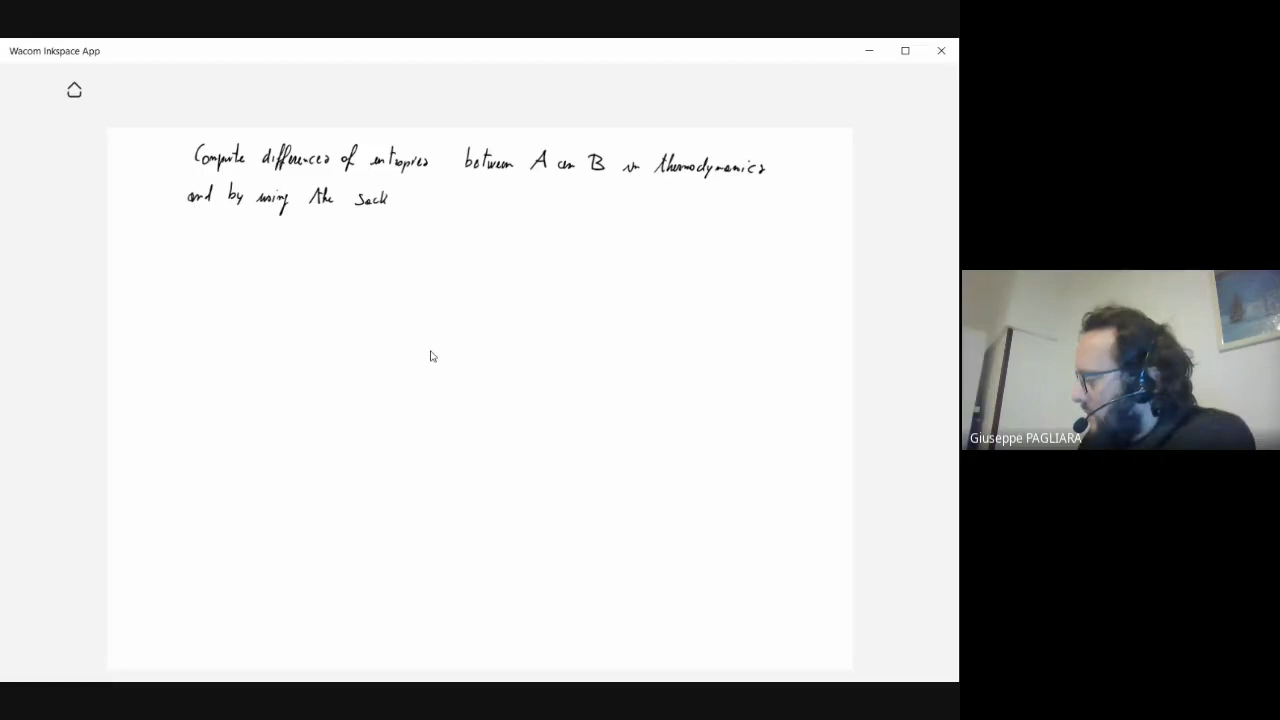 Wacom Inkspace App
Compute differences of entropies between A an B in thermodynamics
and by using the Sack
Giuseppe PAGLIARA